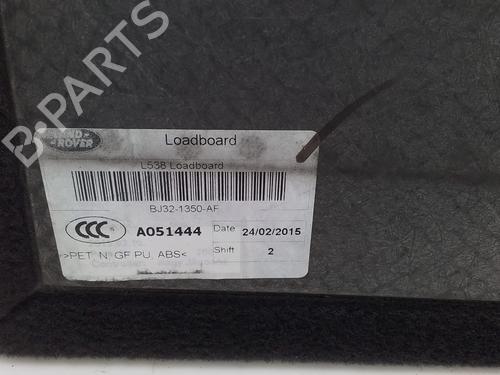 B-PARTS
LAND
ROVER
Loadboard
L538 Loadboard
BJ32-1350-AF
CCC A051444 Date 24/02/2015
>PET, N, GF PU, ABS< Shift 2